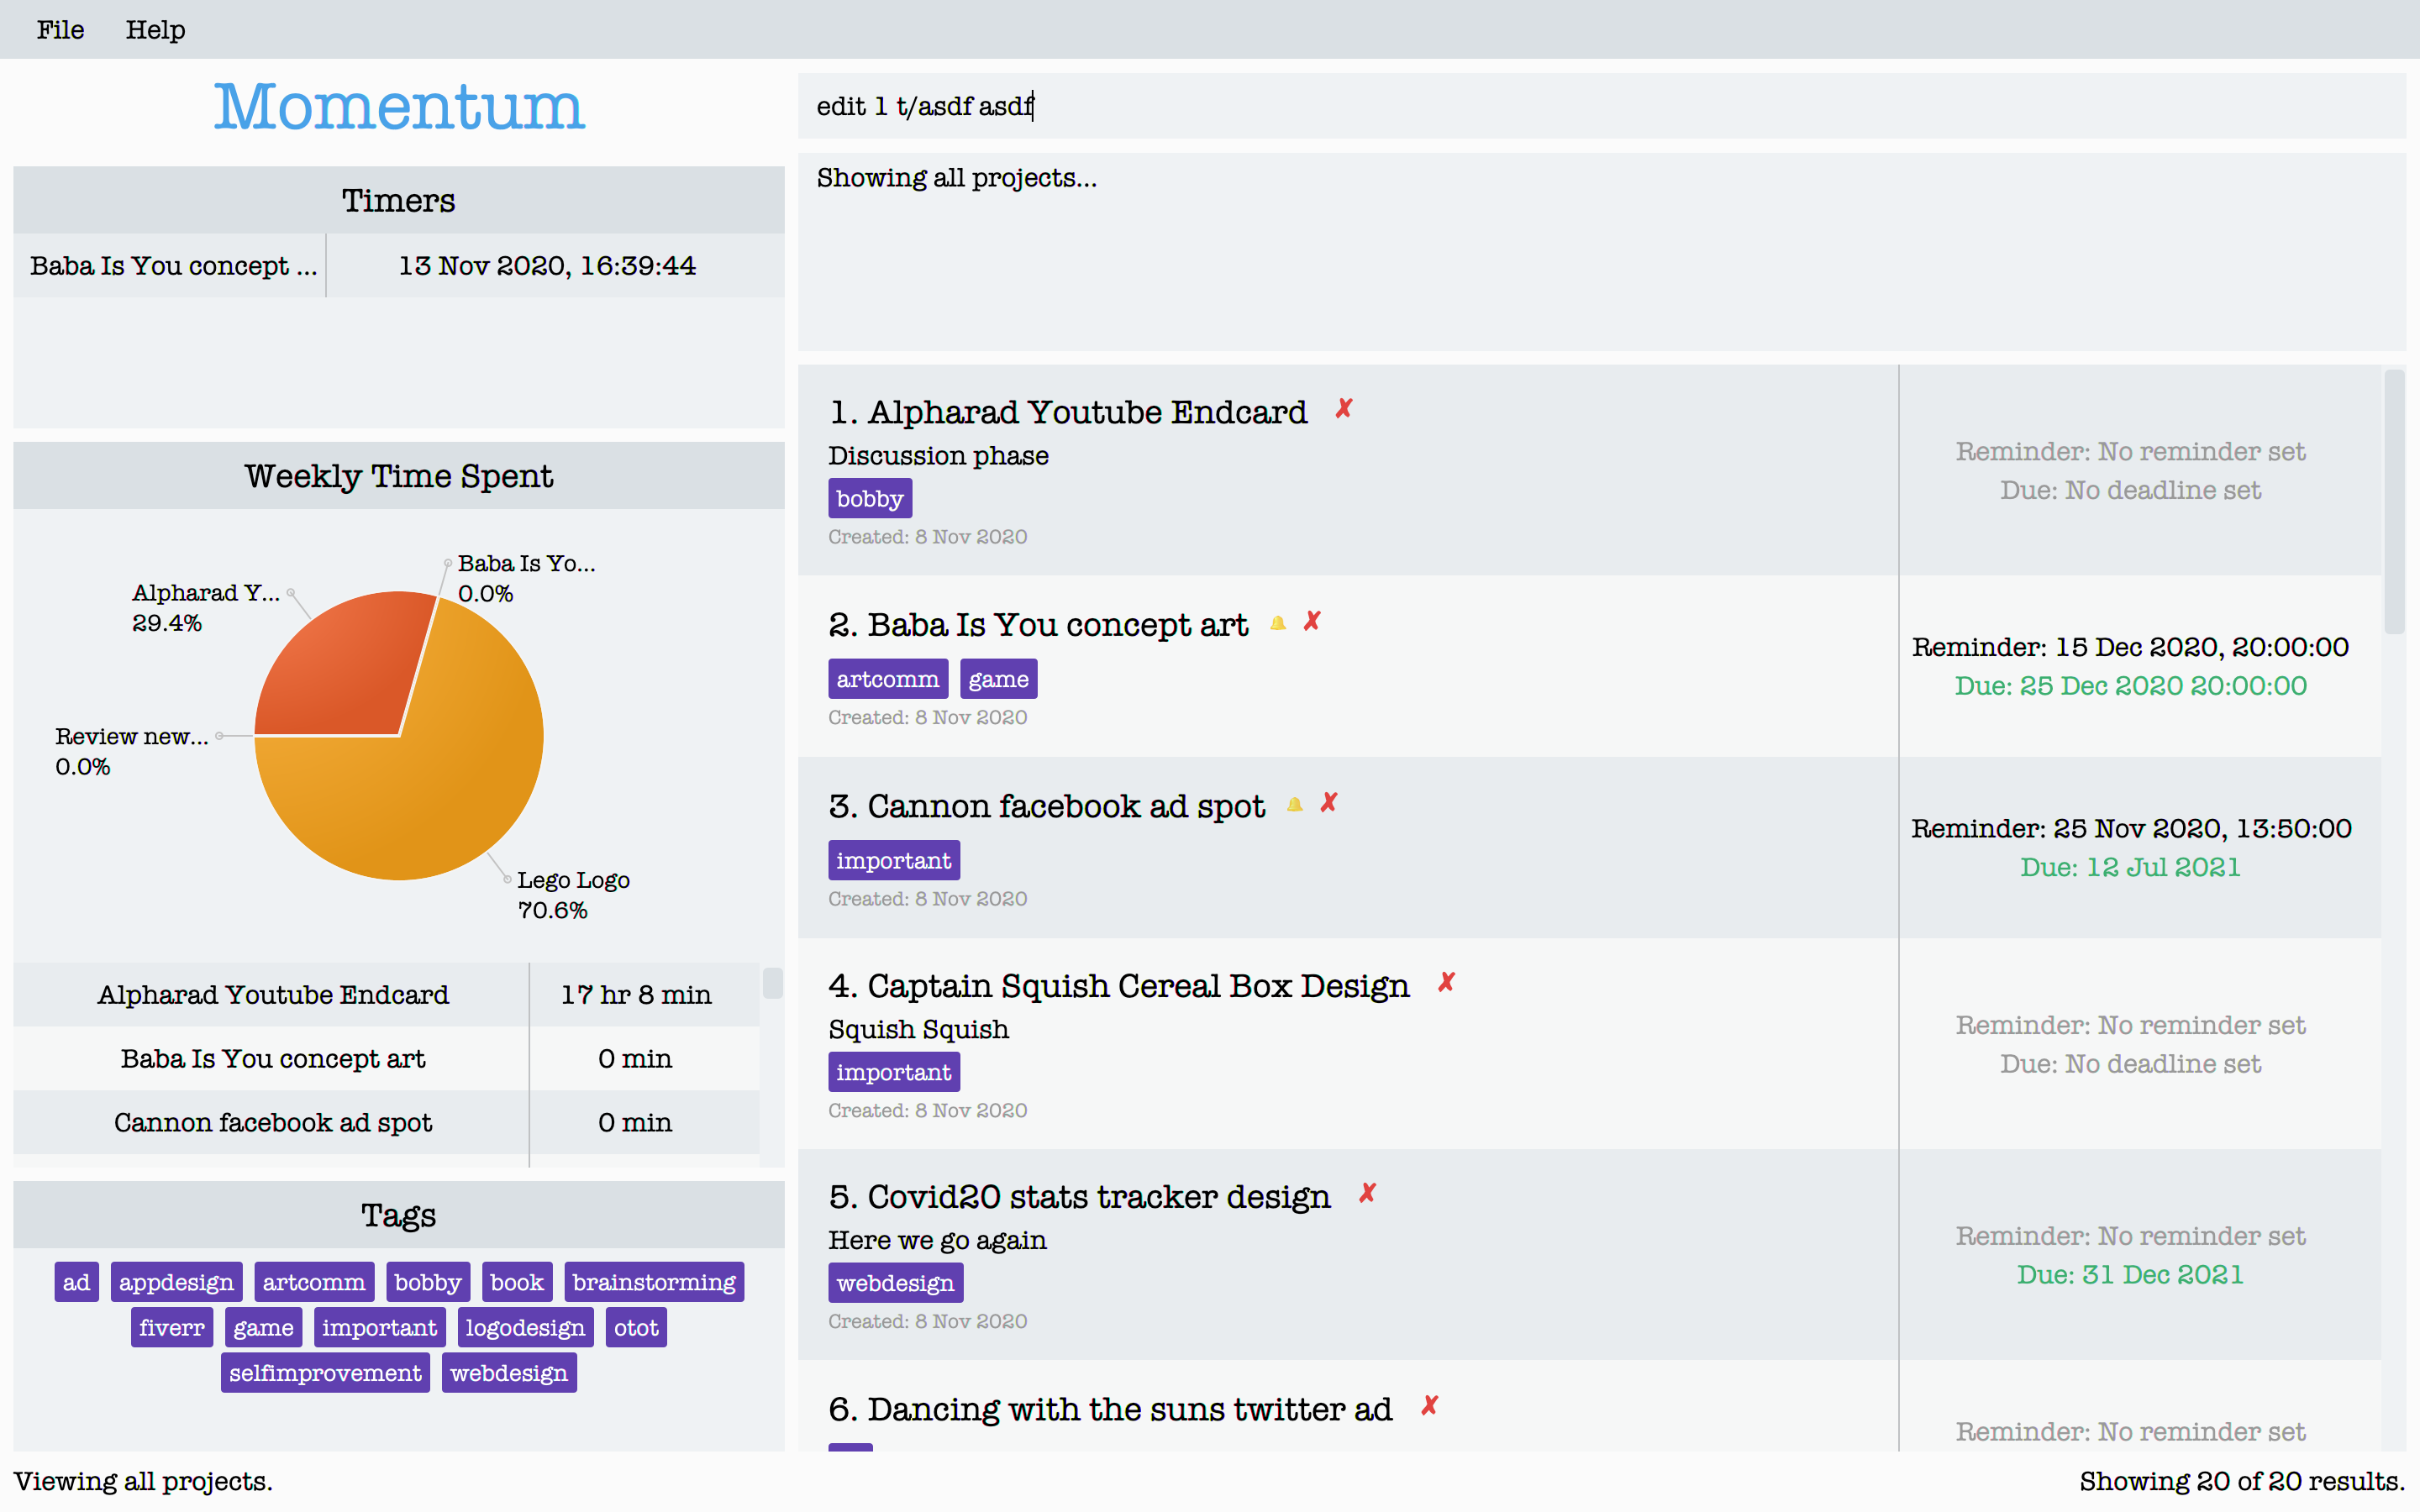 File Help
Momentum
edit 1 t/asdf asdf
Showing all projects...
Timers
Baba Is You concept ... 13 Nov 2020, 16:39:44
Weekly Time Spent
Baba Is Yo...
0.0%
Alpharad Y...
29.4%
Review new...
0.0%
Lego Logo
70.6%
Alpharad Youtube Endcard 17 hr 8 min
Baba Is You concept art 0 min
Cannon facebook ad spot 0 min
Tags
ad appdesign artcomm bobby book brainstorming
fiverr game important logodesign otot
selfimprovement webdesign
1. Alpharad Youtube Endcard ✗
Discussion phase
bobby
Created: 8 Nov 2020
Reminder: No reminder set
Due: No deadline set
2. Baba Is You concept art 🔔 ✗
artcomm game
Created: 8 Nov 2020
Reminder: 15 Dec 2020, 20:00:00
Due: 25 Dec 2020 20:00:00
3. Cannon facebook ad spot 🔔 ✗
important
Created: 8 Nov 2020
Reminder: 25 Nov 2020, 13:50:00
Due: 12 Jul 2021
4. Captain Squish Cereal Box Design ✗
Squish Squish
important
Created: 8 Nov 2020
Reminder: No reminder set
Due: No deadline set
5. Covid20 stats tracker design ✗
Here we go again
webdesign
Created: 8 Nov 2020
Reminder: No reminder set
Due: 31 Dec 2021
6. Dancing with the suns twitter ad ✗
Reminder: No reminder set
Viewing all projects.
Showing 20 of 20 results.